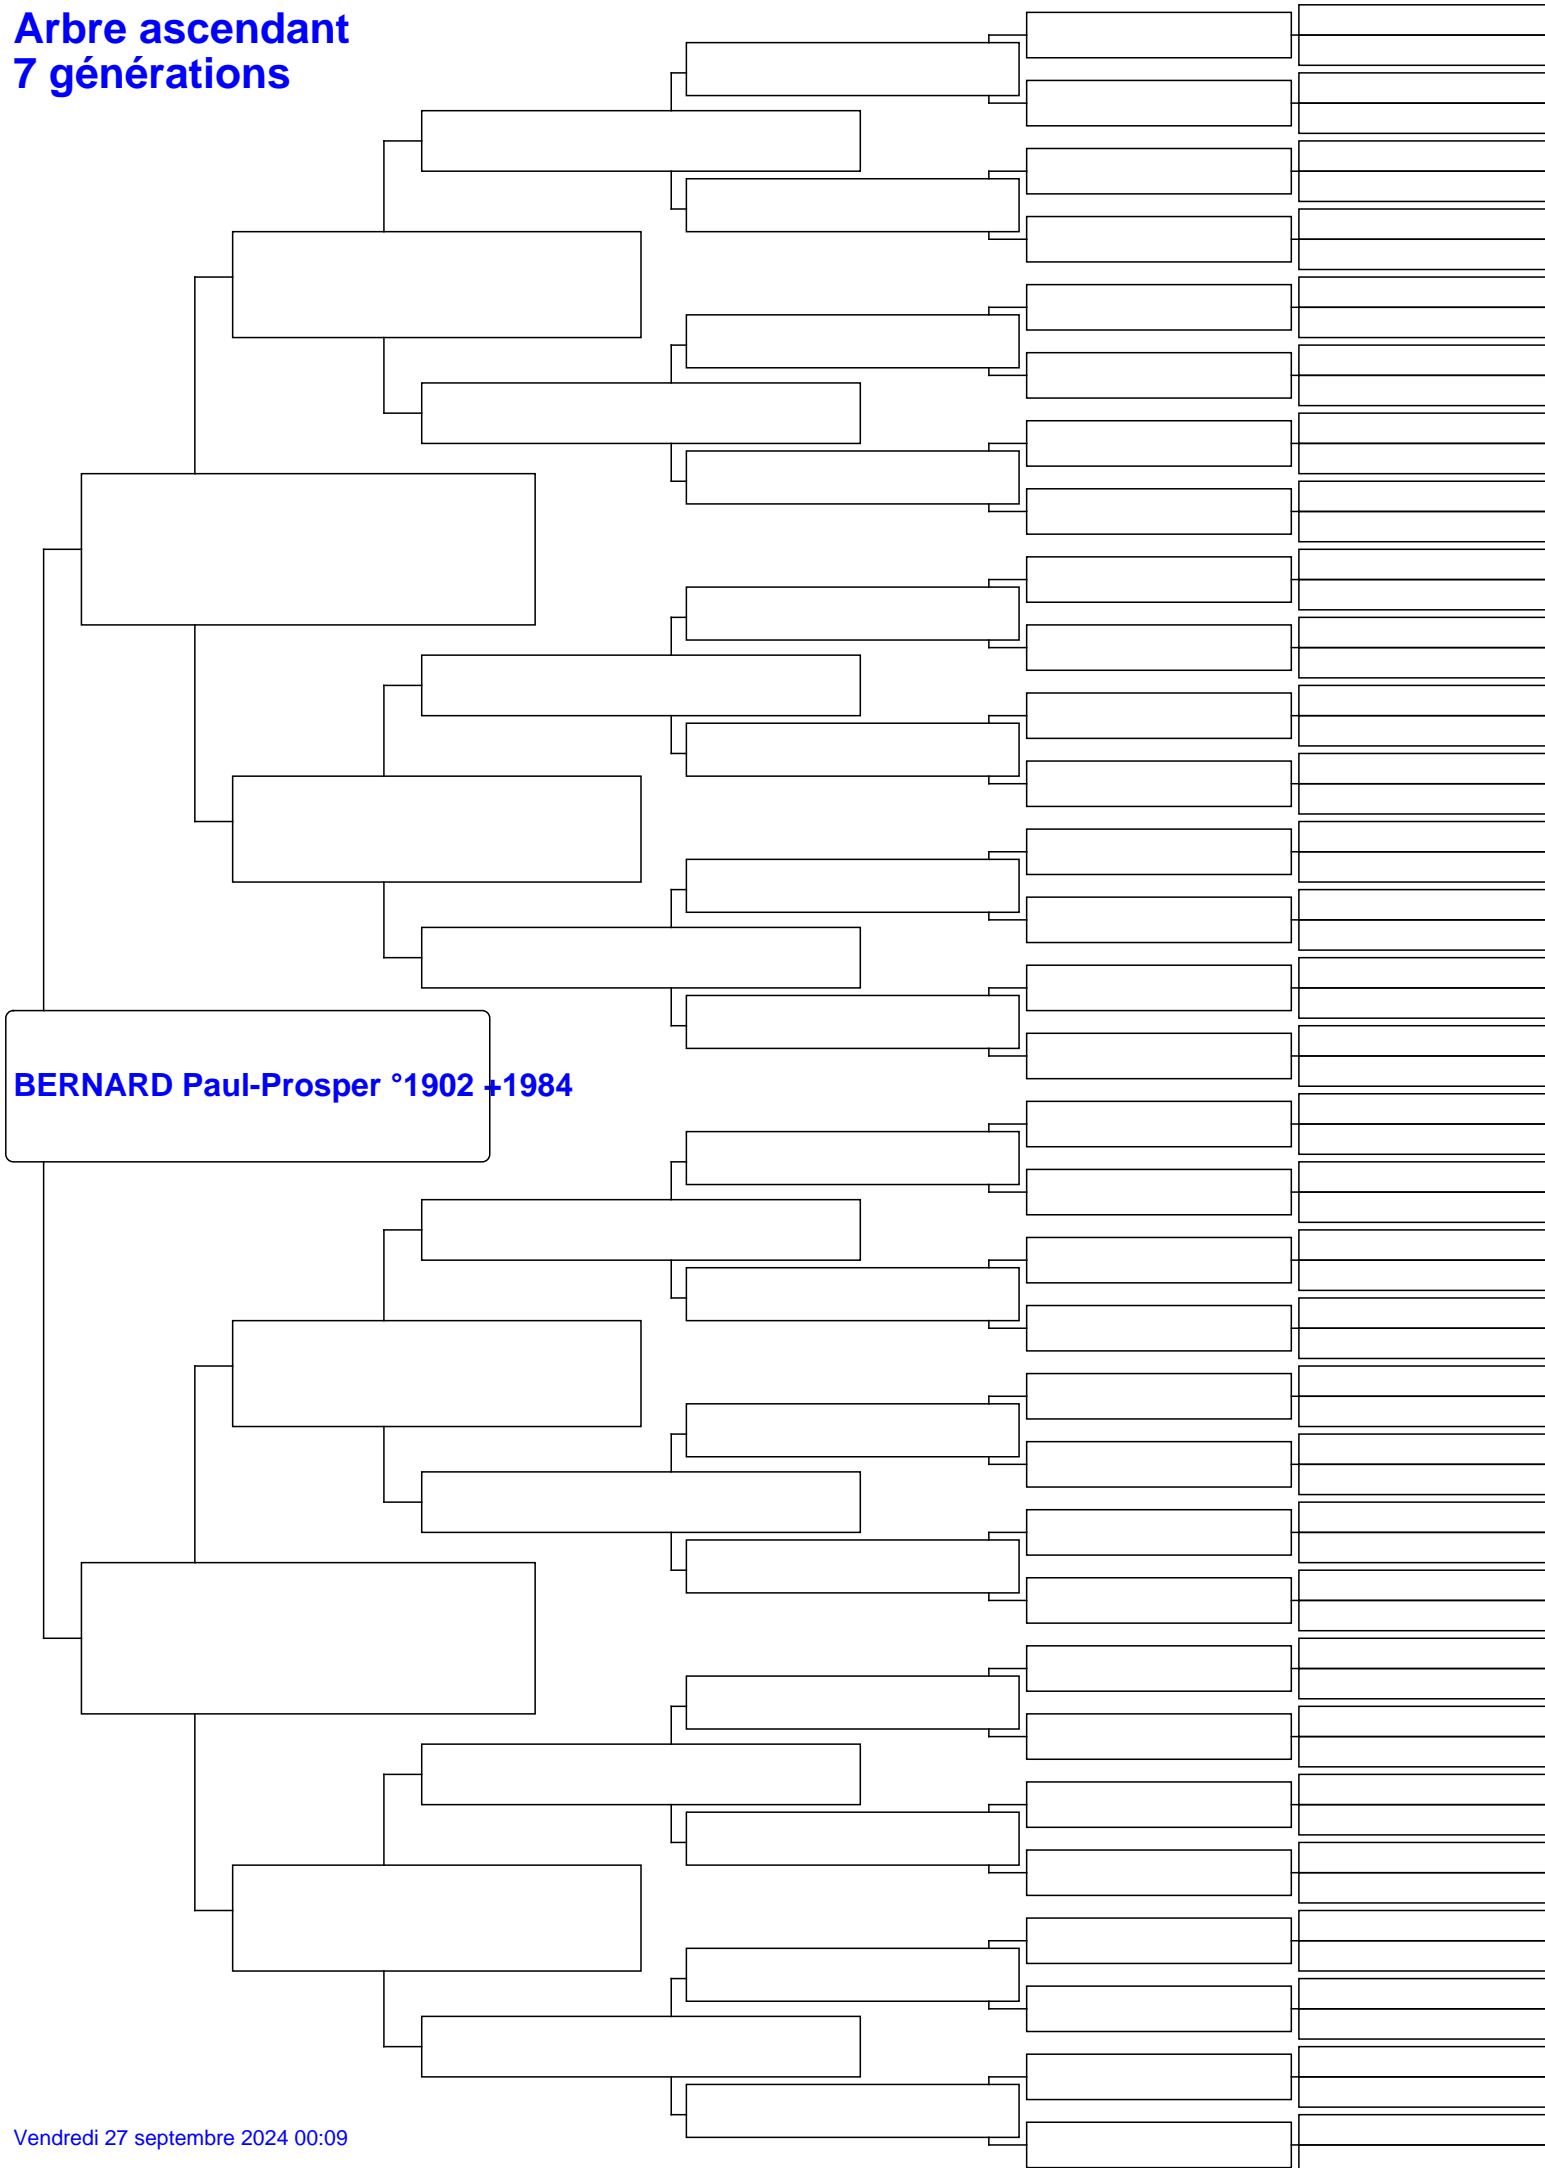 Arbre ascendant
7 générations
BERNARD Paul-Prosper °1902 +1984
Vendredi 27 septembre 2024 00:09